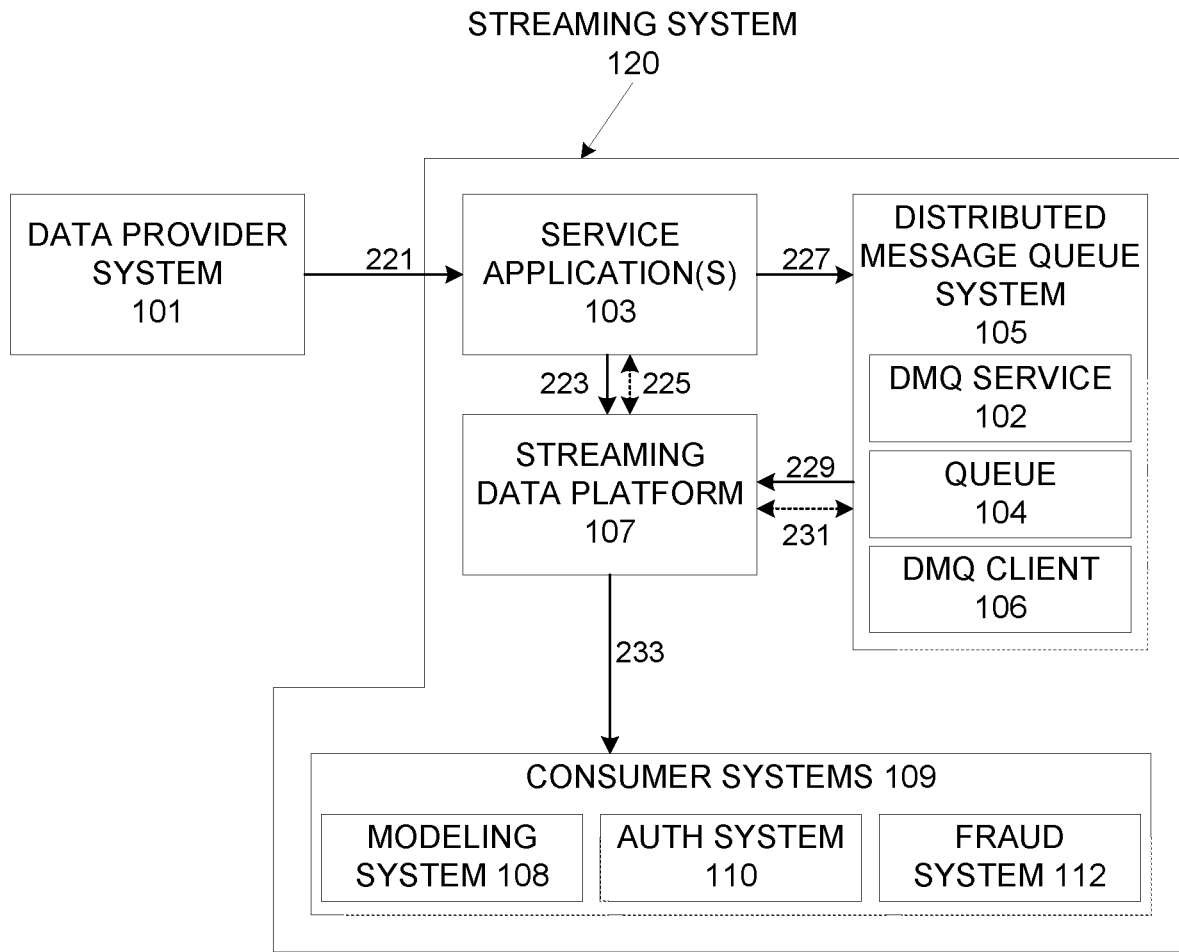 STREAMING SYSTEM
120
DATA PROVIDER
SYSTEM
101
221
SERVICE
APPLICATION(S)
103
227
DISTRIBUTED
MESSAGE QUEUE
SYSTEM
105
DMQ SERVICE
102
QUEUE
104
DMQ CLIENT
106
223
225
STREAMING
DATA PLATFORM
107
229
231
233
CONSUMER SYSTEMS 109
MODELING
SYSTEM 108
AUTH SYSTEM
110
FRAUD
SYSTEM 112